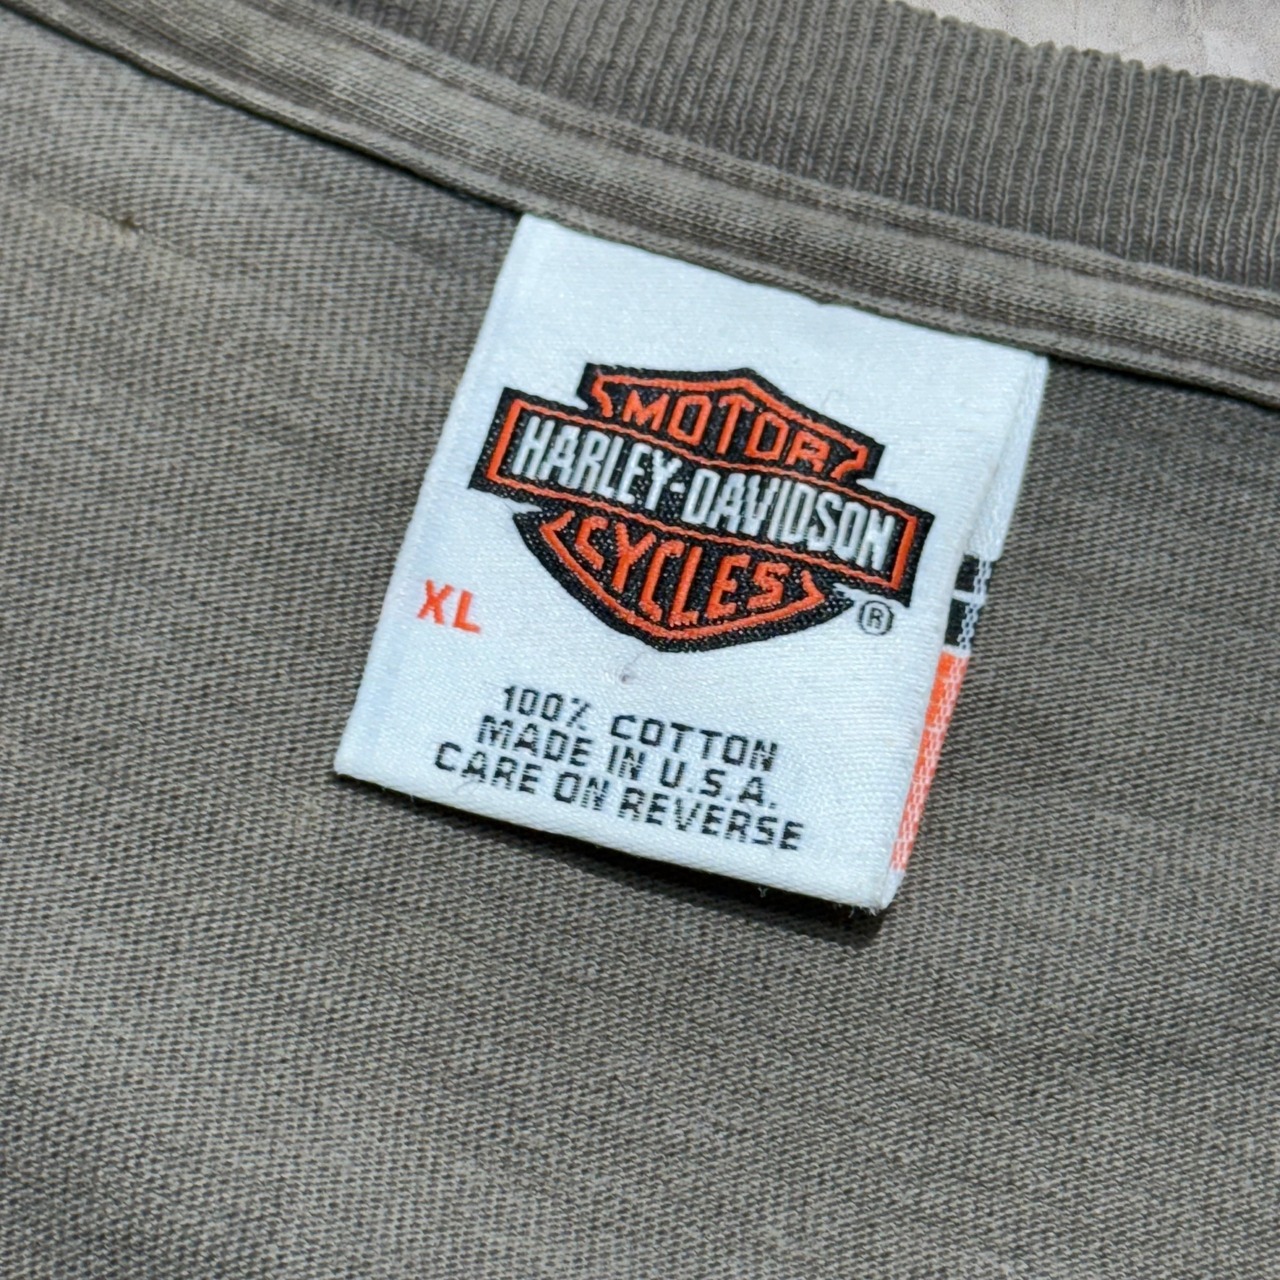 MOTOR
HARLEY-DAVIDSON
CYCLES
®
XL
100% COTTON
MADE IN U.S.A.
CARE ON REVERSE